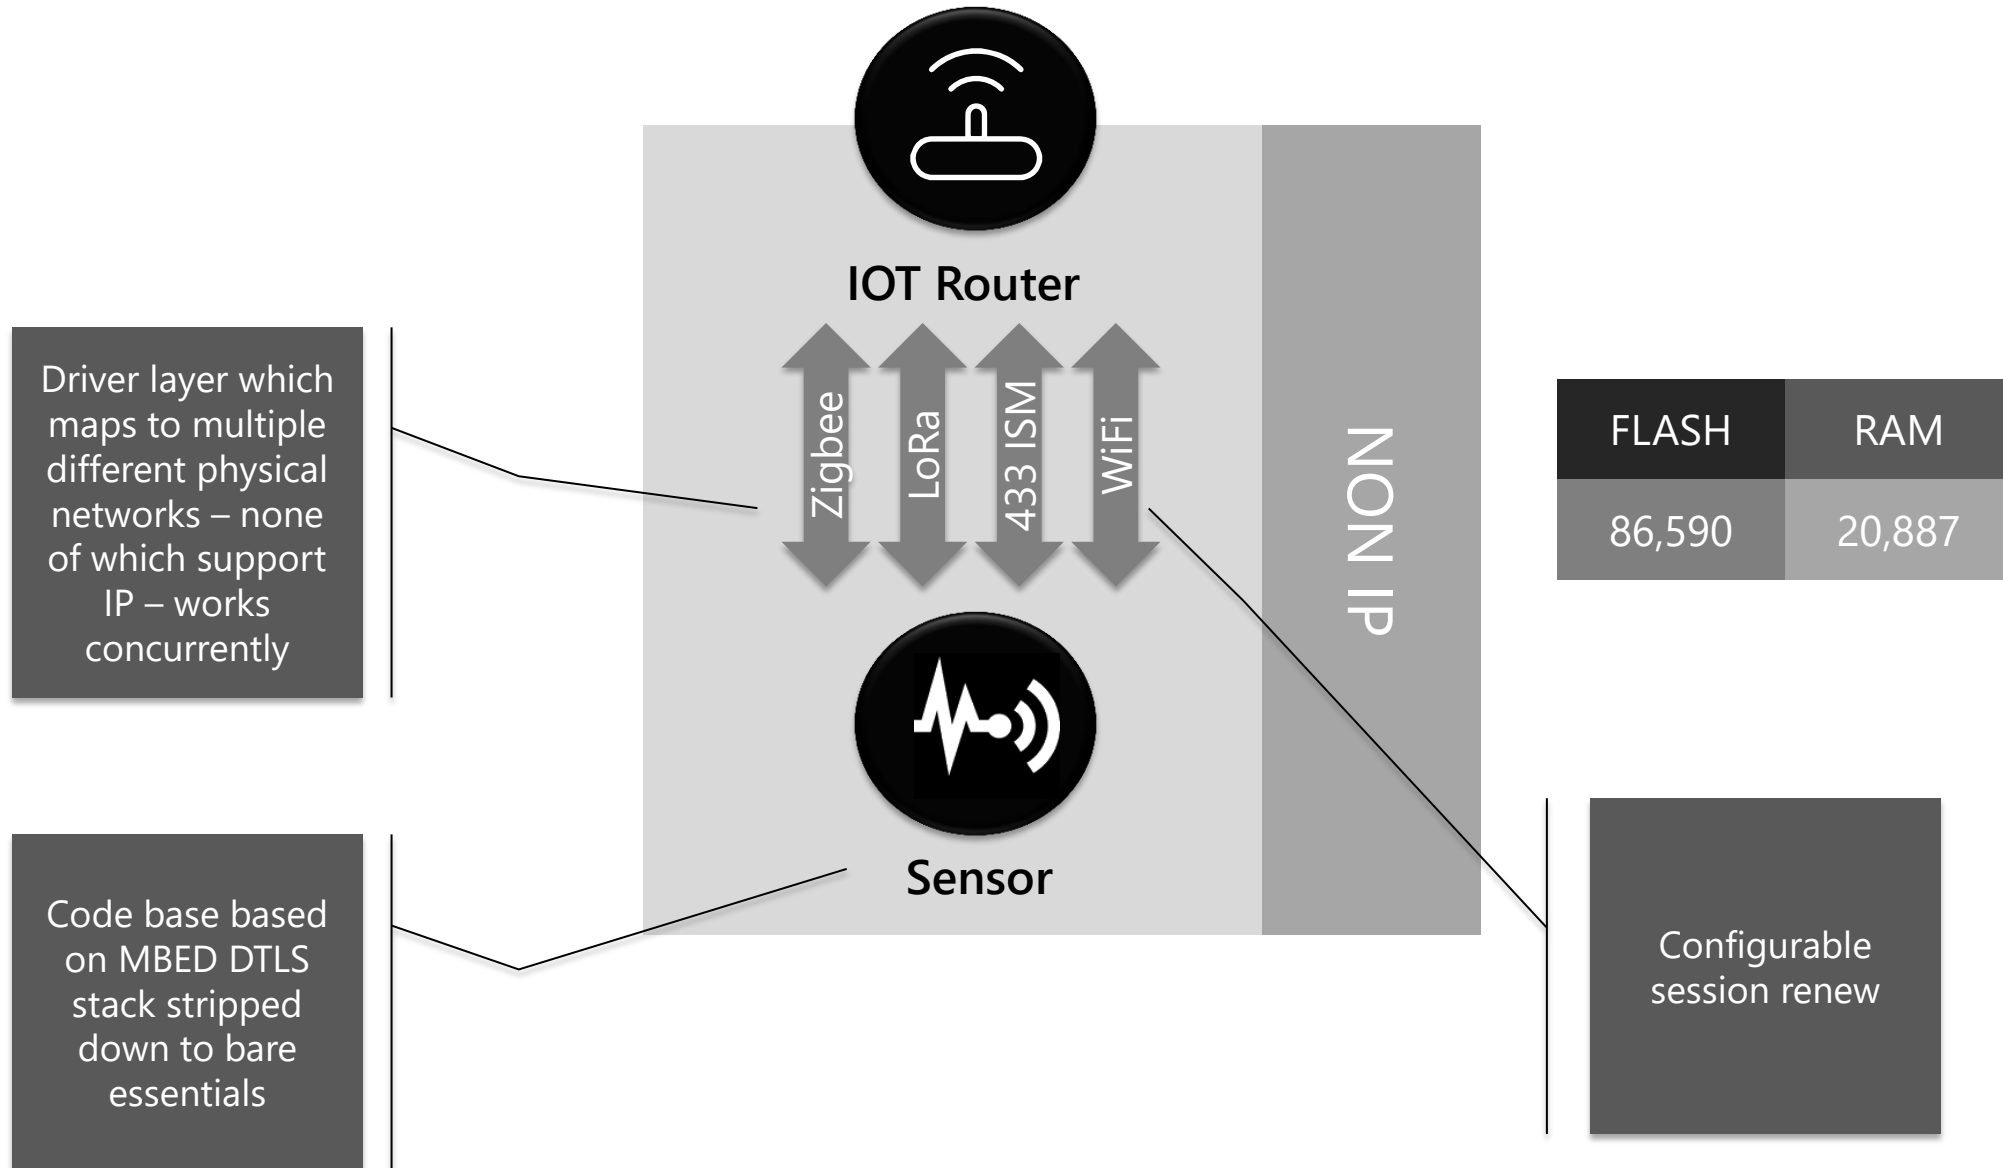 IOT Router
Zigbee
LoRa
433 ISM
WiFi
NON IP
Sensor
Driver layer which
maps to multiple
different physical
networks – none
of which support
IP – works
concurrently
Code base based
on MBED DTLS
stack stripped
down to bare
essentials
FLASH RAM
86,590 20,887
Configurable
session renew